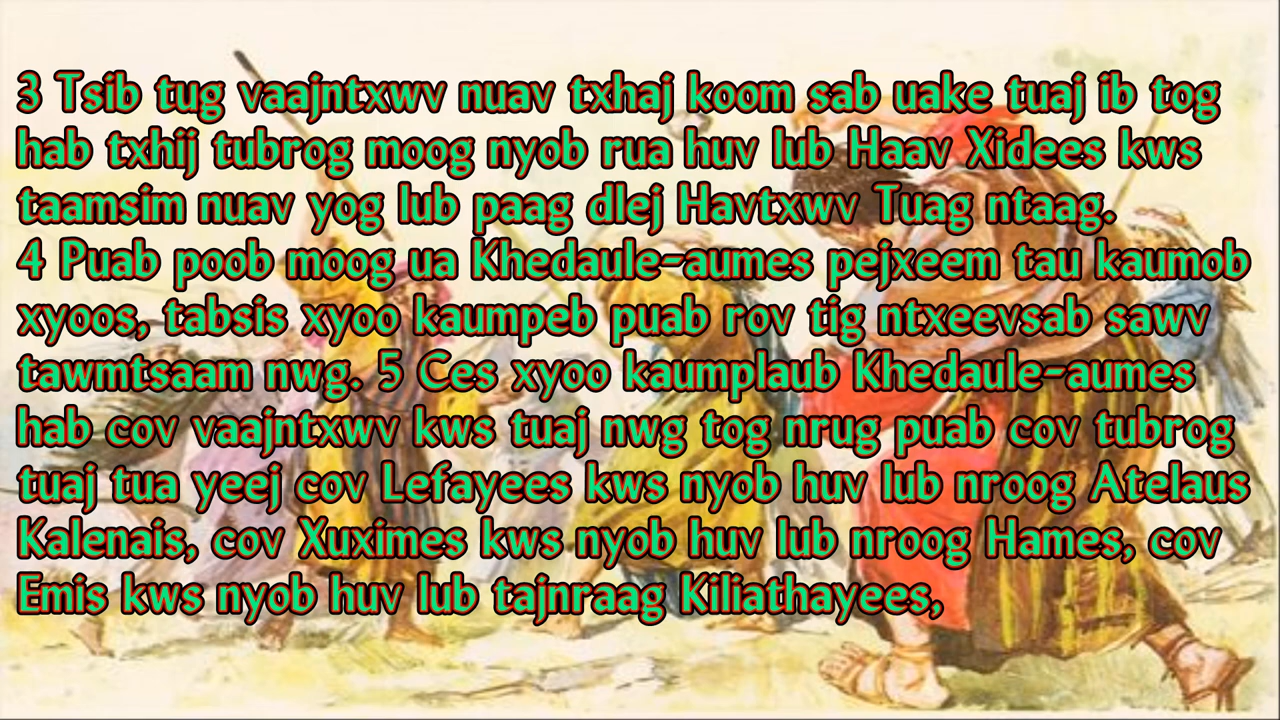 3 Tsib tug vaajntxwv nuav txhaj koom sab uake tuaj ib tog
hab txhij tubrog moog nyob rua huv lub Haav Xidees kws
taamsim nuav yog lub paag dlej Havtxwv Tuag ntaag.
4 Puab poob moog ua Khedaule-aumes pejxeem tau kaumob
xyoos, tabsis xyoo kaumpeb puab rov tig ntxeevsab sawv
tawmtsaam nwg. 5 Ces xyoo kaumplaub Khedaule-aumes
hab cov vaajntxwv kws tuaj nwg tog nrug puab cov tubrog
tuaj tua yeej cov Lefayees kws nyob huv lub nroog Atelaus
Kalenais, cov Xuximes kws nyob huv lub nroog Hames, cov
Emis kws nyob huv lub tajnraag Kiliathayees,